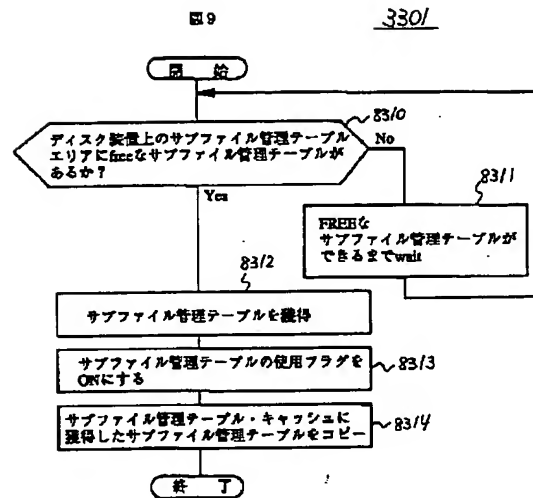 図9
3301
開 始
8310
ディスク装置上のサブファイル管理テーブル
エリアにfreeなサブファイル管理テーブルが
あるか?
No
Yes
8311
FREEな
サブファイル管理テーブルが
できるまでwait
8312
サブファイル管理テーブルを獲得
サブファイル管理テーブルの使用フラグを
ONにする
8313
サブファイル管理テーブル・キャッシュに
獲得したサブファイル管理テーブルをコピー
8314
終 了